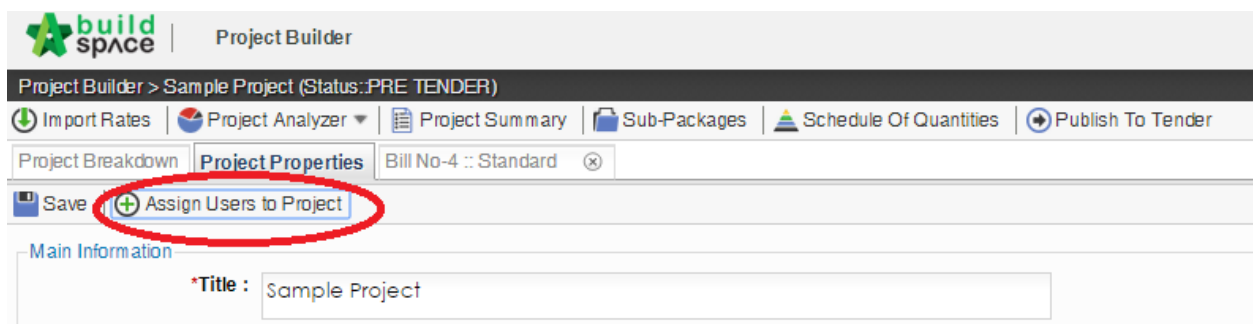 build
spʌce
Project Builder
Project Builder > Sample Project (Status::PRE TENDER)
Import Rates Project Analyzer Project Summary Sub-Packages Schedule Of Quantities Publish To Tender
Project Breakdown Project Properties Bill No-4 :: Standard
Save Assign Users to Project
Main Information
*Title : Sample Project